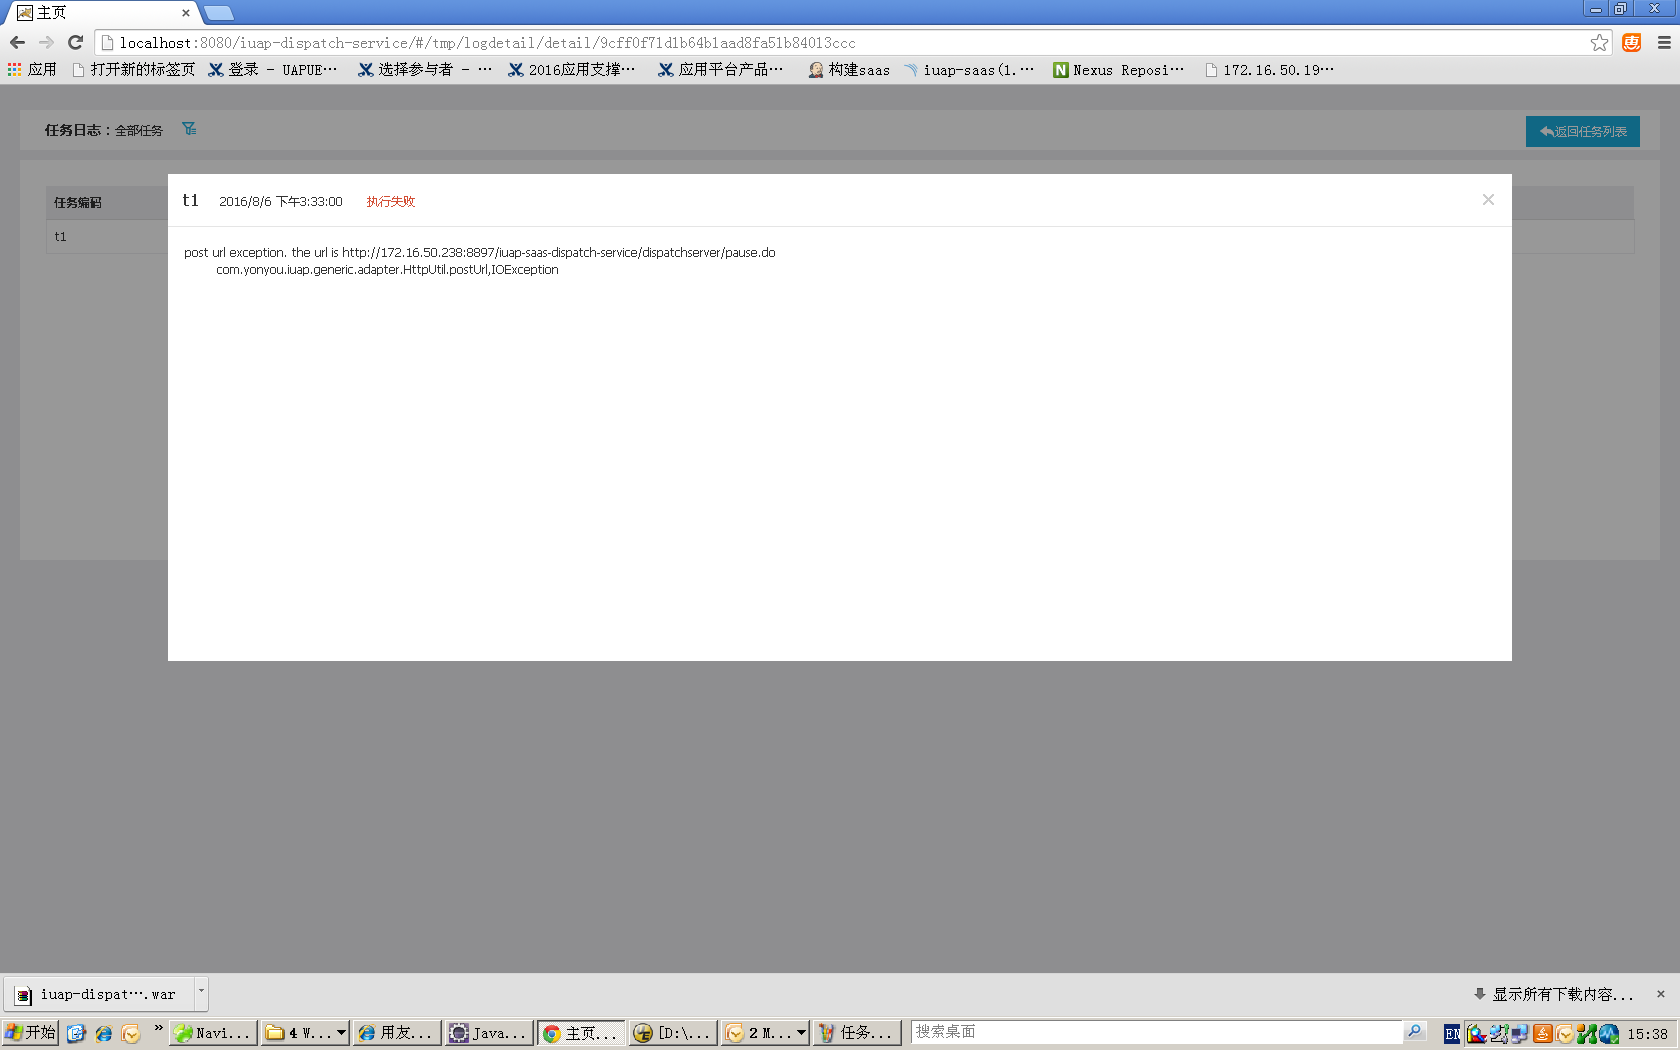 主页
localhost:8080/iuap-dispatch-service/#/tmp/logdetail/detail/9cff0f71d1b64b1aad8fa51b84013ccc
应用 打开新的标签页 登录 - UAPUE… 选择参与者 - … 2016应用支撑… 应用平台产品… 构建saas iuap-saas(1.… Nexus Reposi… 172.16.50.19…
任务日志：全部任务 返回任务列表
任务编码
t1
t1 2016/8/6 下午3:33:00 执行失败
post url exception. the url is http://172.16.50.238:8897/iuap-saas-dispatch-service/dispatchserver/pause.do
com.yonyou.iuap.generic.adapter.HttpUtil.postUrl,IOException
iuap-dispat….war 显示所有下载内容...
开始 » Navi... 4 W... 用友... Java... 主页... [D:\... 2 M... 任务... 搜索桌面 EN 15:38